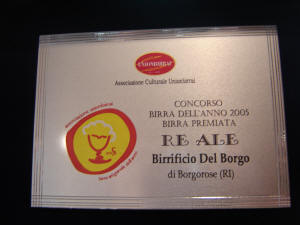 UNIONBIRRAI
Associazione Culturale Unionbirrai
CONCORSO
BIRRA DELL'ANNO 2005
BIRRA PREMIATA
RE ALE
Birrificio Del Borgo
di Borgorose (RI)